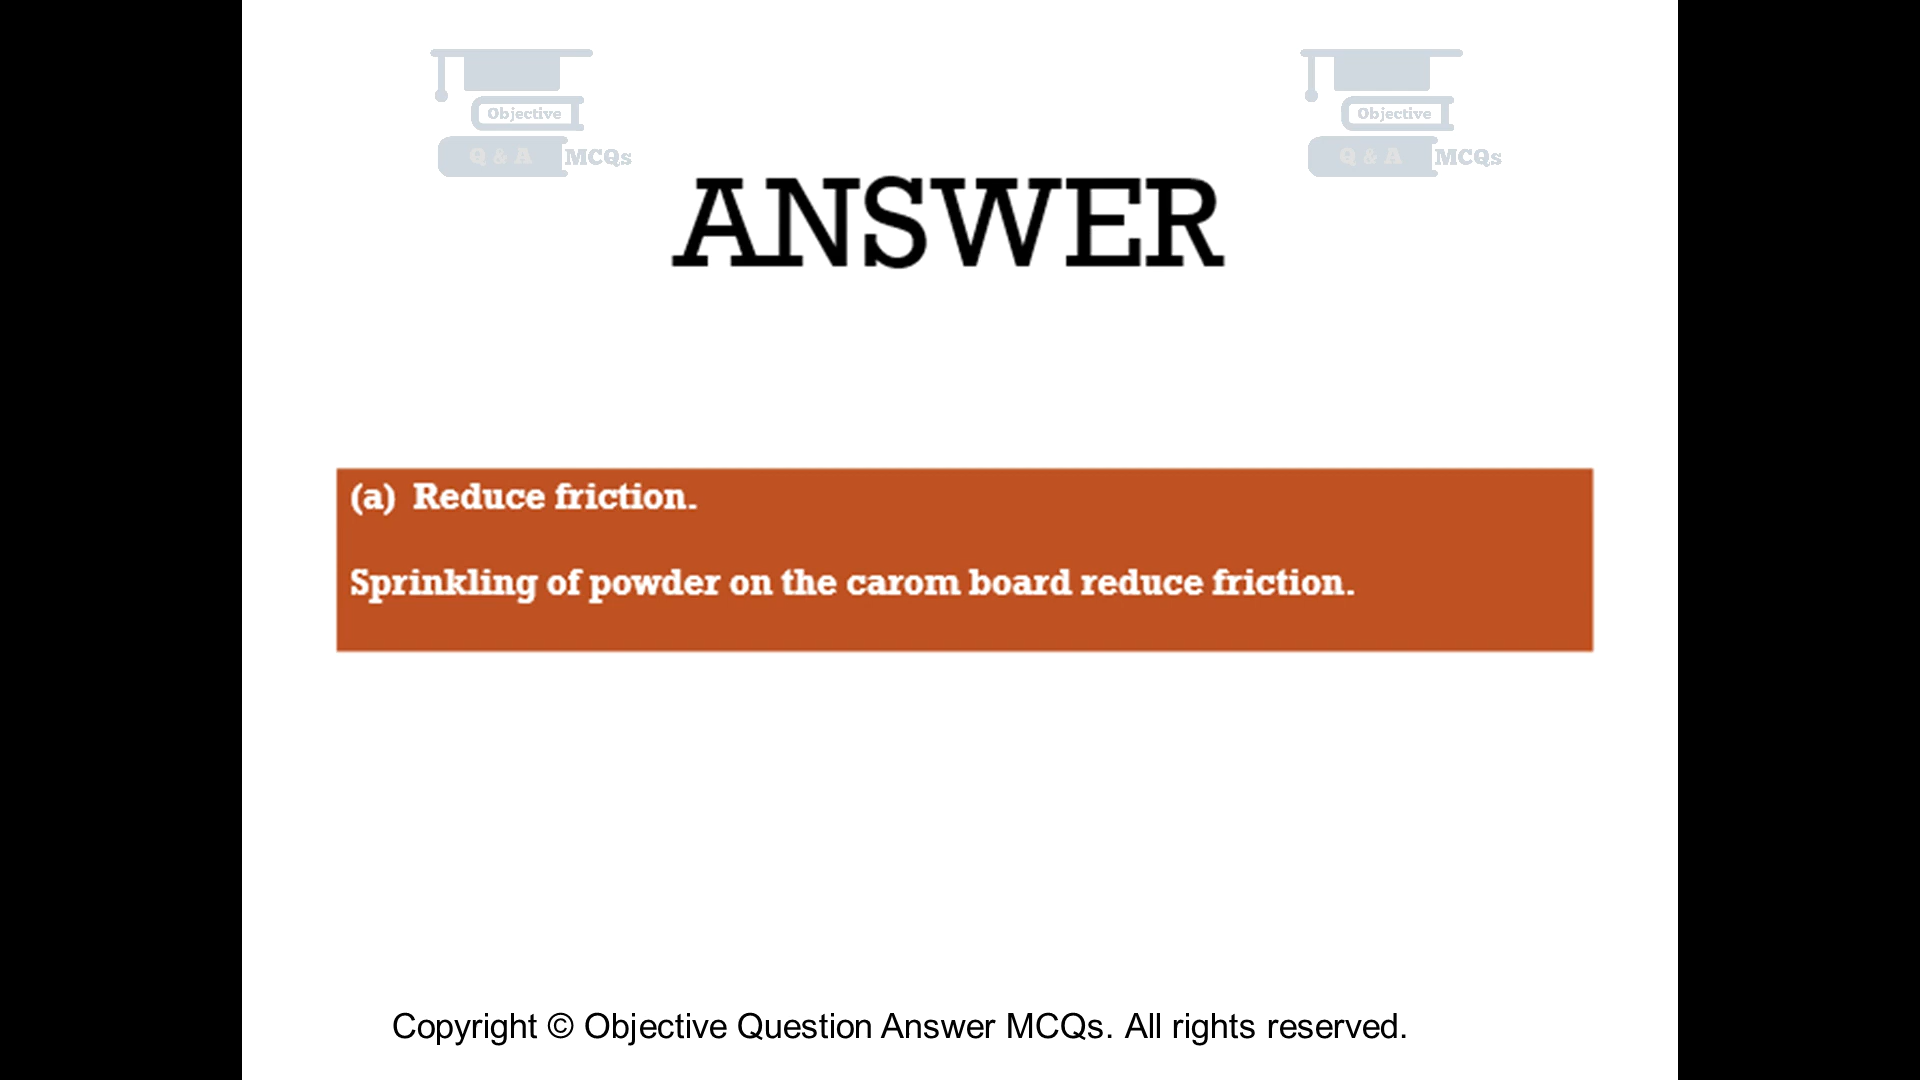 Objective
Q & A MCQs
Objective
Q & A MCQs
ANSWER
(a) Reduce friction.
Sprinkling of powder on the carom board reduce friction.
Copyright © Objective Question Answer MCQs. All rights reserved.